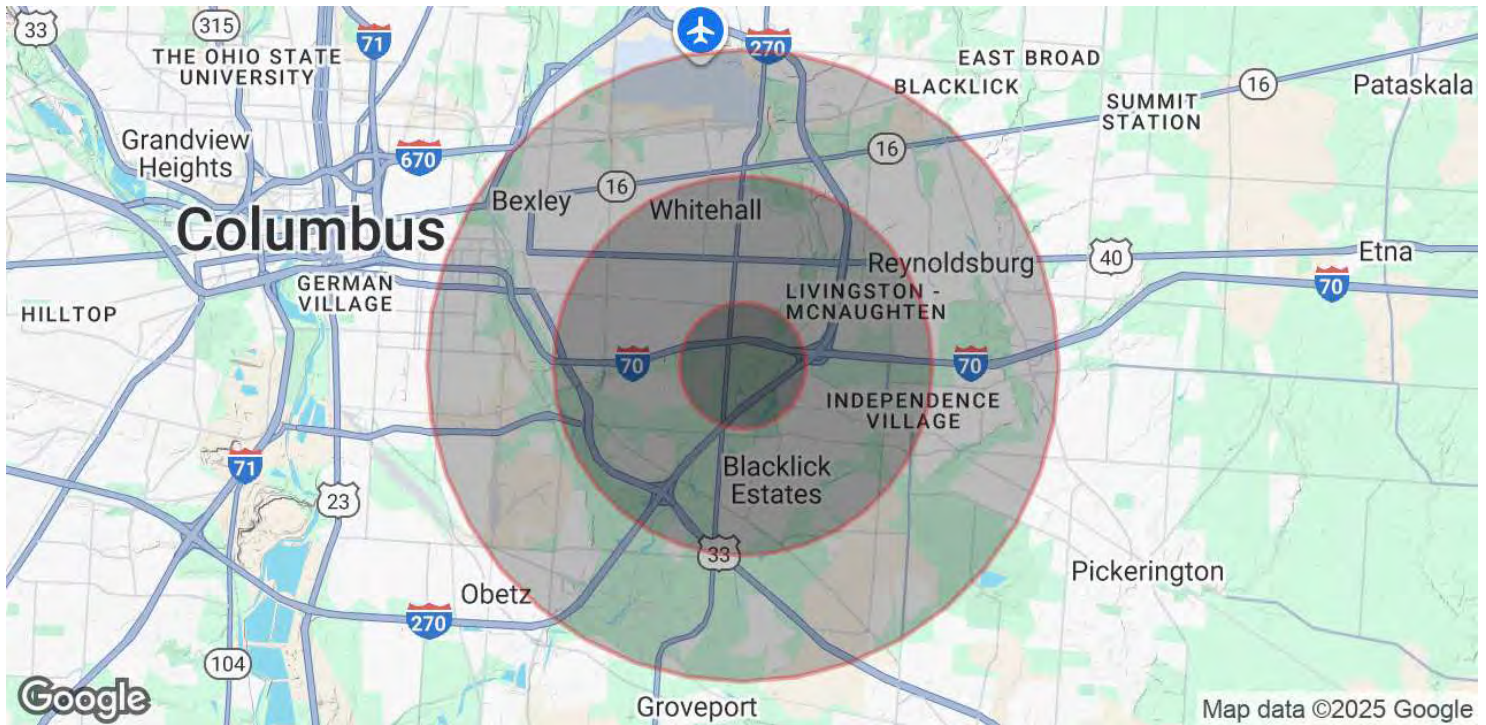 33
315
71
270
THE OHIO STATE
UNIVERSITY
EAST BROAD
BLACKLICK
16
Pataskala
SUMMIT
STATION
Grandview
Heights
670
16
16
Bexley
Whitehall
Columbus
Reynoldsburg
40
Etna
GERMAN
VILLAGE
LIVINGSTON -
MCNAUGHTEN
70
HILLTOP
70
70
INDEPENDENCE
VILLAGE
71
23
Blacklick
Estates
33
Pickerington
Obetz
270
104
Groveport
Google
Map data ©2025 Google